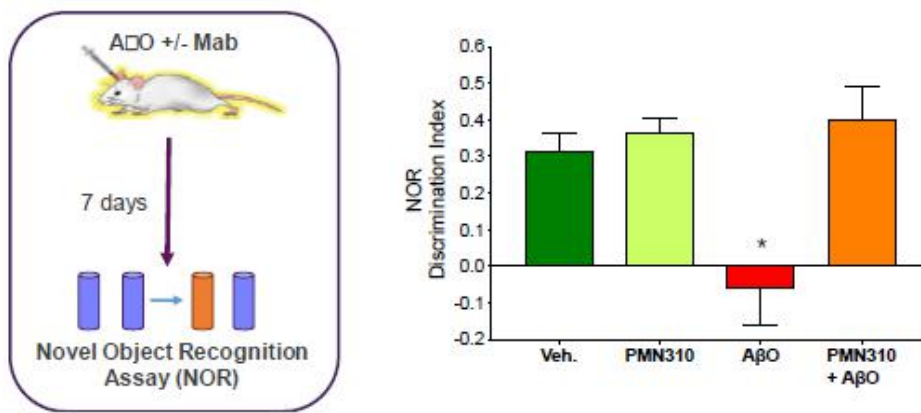 A□O +/- Mab
7 days
Novel Object Recognition
Assay (NOR)
NOR
Discrimination Index
0.6
0.5
0.4
0.3
0.2
0.1
0.0
-0.1
-0.2
*
Veh.
PMN310
AβO
PMN310
+ AβO